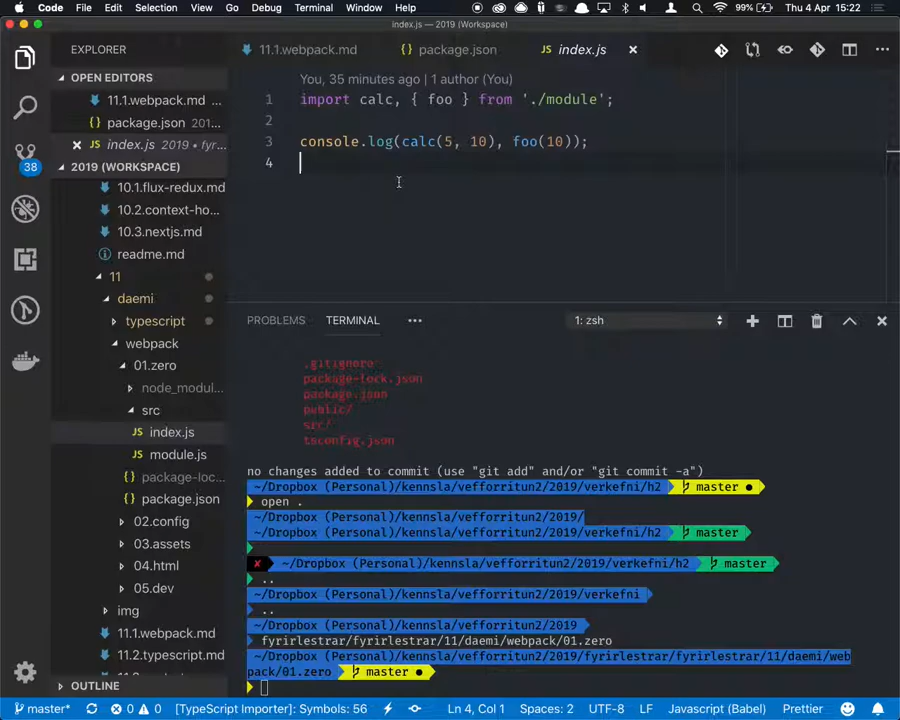 Code File Edit Selection View Go Debug Terminal Window Help 99% Thu 4 Apr 15:22
index.js — 2019 (Workspace)
EXPLORER
11.1.webpack.md
package.json
index.js
OPEN EDITORS
11.1.webpack.md ...
package.json 201...
index.js 2019 • fyr...
38
2019 (WORKSPACE)
10.1.flux-redux.md
10.2.context-ho...
10.3.nextjs.md
readme.md
11
daemi
typescript
webpack
01.zero
node_modul...
src
index.js
module.js
package-loc...
package.json
02.config
03.assets
04.html
05.dev
img
11.1.webpack.md
11.2.typescript.md
OUTLINE
You, 35 minutes ago | 1 author (You)
1 import calc, { foo } from './module';
2
3 console.log(calc(5, 10), foo(10));
4
PROBLEMS TERMINAL ••• 1: zsh
.gitignore
package-lock.json
package.json
public/
src/
tsconfig.json
no changes added to commit (use "git add" and/or "git commit -a")
~/Dropbox (Personal)/kennsla/vefforritun2/2019/verkefni/h2 master ●
open .
~/Dropbox (Personal)/kennsla/vefforritun2/2019/
~/Dropbox (Personal)/kennsla/vefforritun2/2019/verkefni/h2 master
✘ ~/Dropbox (Personal)/kennsla/vefforritun2/2019/verkefni/h2 master
..
~/Dropbox (Personal)/kennsla/vefforritun2/2019/verkefni
..
~/Dropbox (Personal)/kennsla/vefforritun2/2019
fyrirlestrar/fyrirlestrar/11/daemi/webpack/01.zero
~/Dropbox (Personal)/kennsla/vefforritun2/2019/fyrirlestrar/fyrirlestrar/11/daemi/web
pack/01.zero master ●
master* 0 0 [TypeScript Importer] Symbols: 56 Ln 4, Col 1 Spaces: 2 UTF-8 LF Javascript (Babel) Prettier